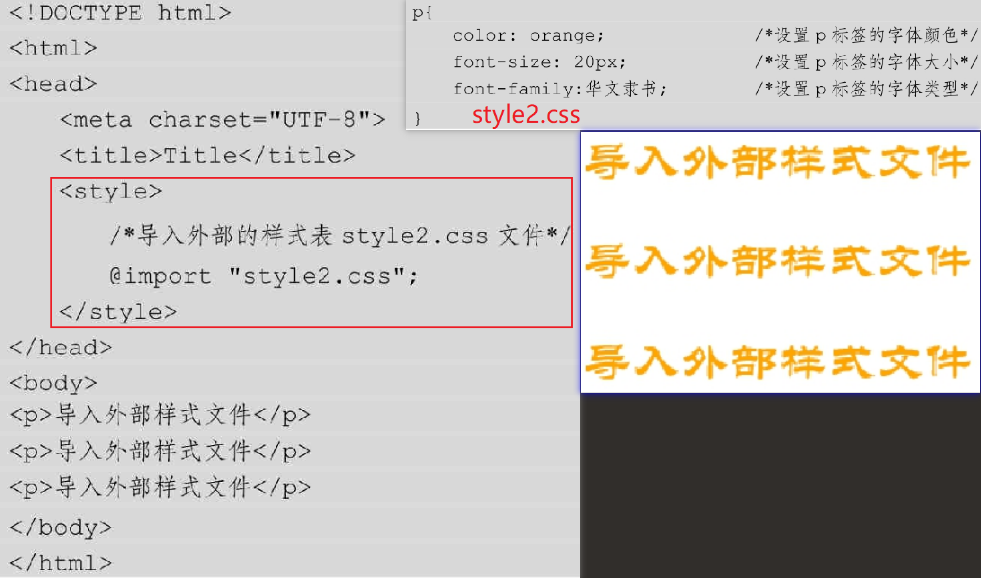 <!DOCTYPE html>
<html>
<head>
<meta charset="UTF-8">
<title>Title</title>
<style>
/*导入外部的样式表 style2.css 文件*/
@import "style2.css";
</style>
</head>
<body>
<p>导入外部样式文件</p>
<p>导入外部样式文件</p>
<p>导入外部样式文件</p>
</body>
</html>
p{
color: orange; /*设置 p 标签的字体颜色*/
font-size: 20px; /*设置 p 标签的字体大小*/
font-family:华文隶书; /*设置 p 标签的字体类型*/
}
style2.css
导入外部样式文件
导入外部样式文件
导入外部样式文件